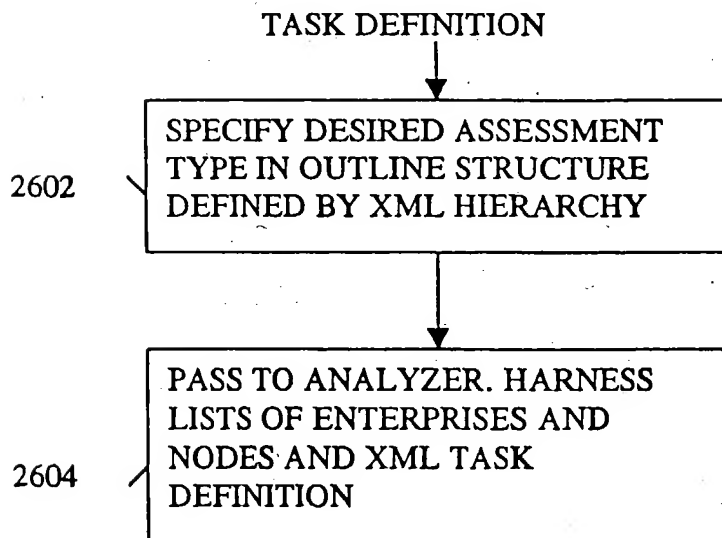 TASK DEFINITION
SPECIFY DESIRED ASSESSMENT
TYPE IN OUTLINE STRUCTURE
DEFINED BY XML HIERARCHY
2602
PASS TO ANALYZER. HARNESS
LISTS OF ENTERPRISES AND
NODES AND XML TASK
DEFINITION
2604